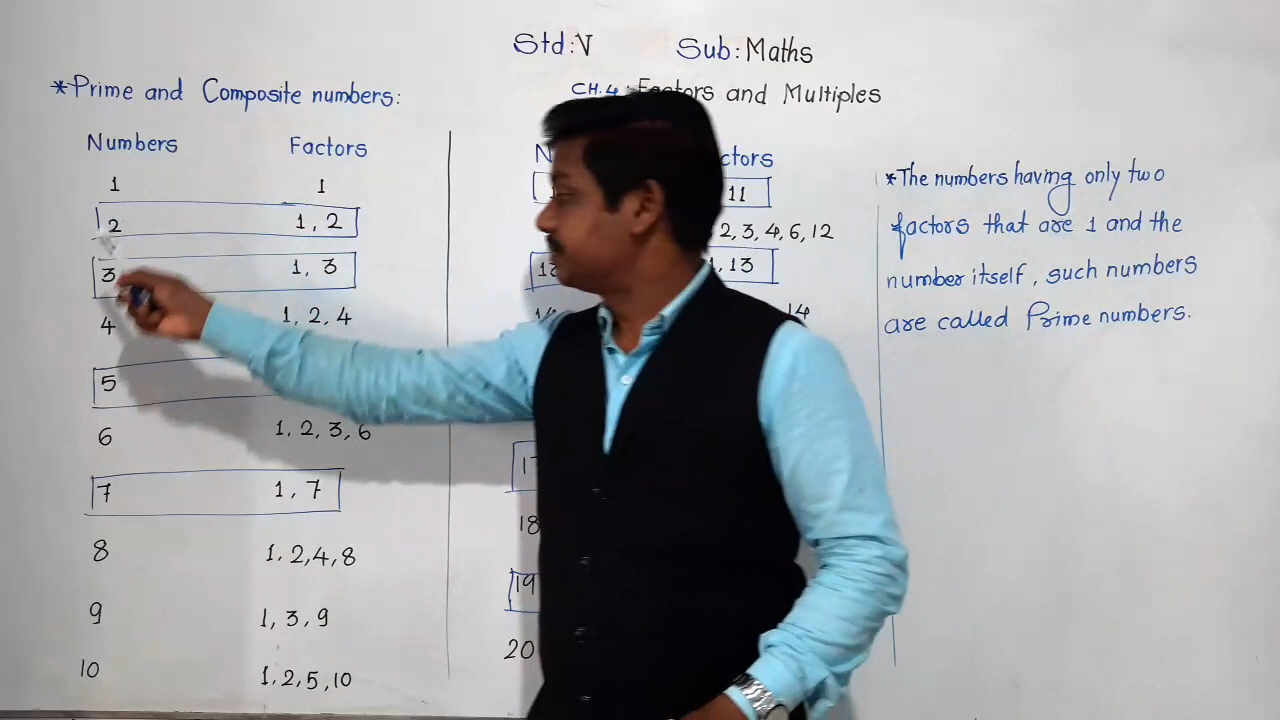 Std:V Sub: Maths
*Prime and Composite numbers:
CH.4: Factors and Multiples
Numbers Factors
1 1
2 1, 2
3 1, 3
4 1, 2, 4
5
6 1, 2, 3, 6
7 1, 7
8 1, 2, 4, 8
9 1, 3, 9
10 1, 2, 5, 10
11
2, 3, 4, 6, 12
13
14
18
19
20
*The numbers having only two
factors that are 1 and the
number itself, such numbers
are called Prime numbers.